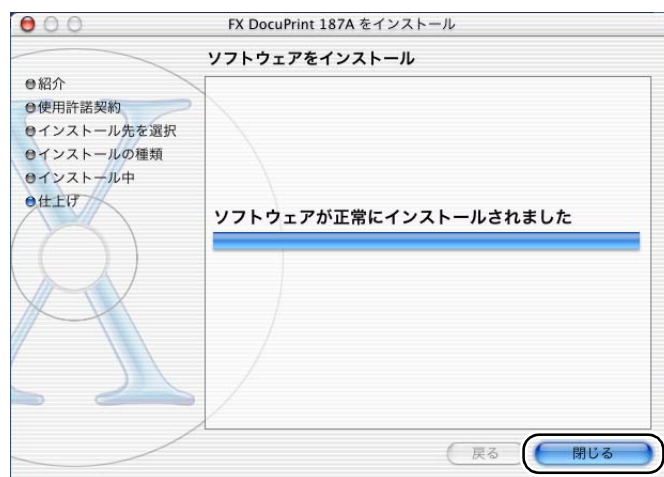 FX DocuPrint 187A をインストール
ソフトウェアをインストール
紹介
使用許諾契約
インストール先を選択
インストールの種類
インストール中
仕上げ
ソフトウェアが正常にインストールされました
戻る
閉じる